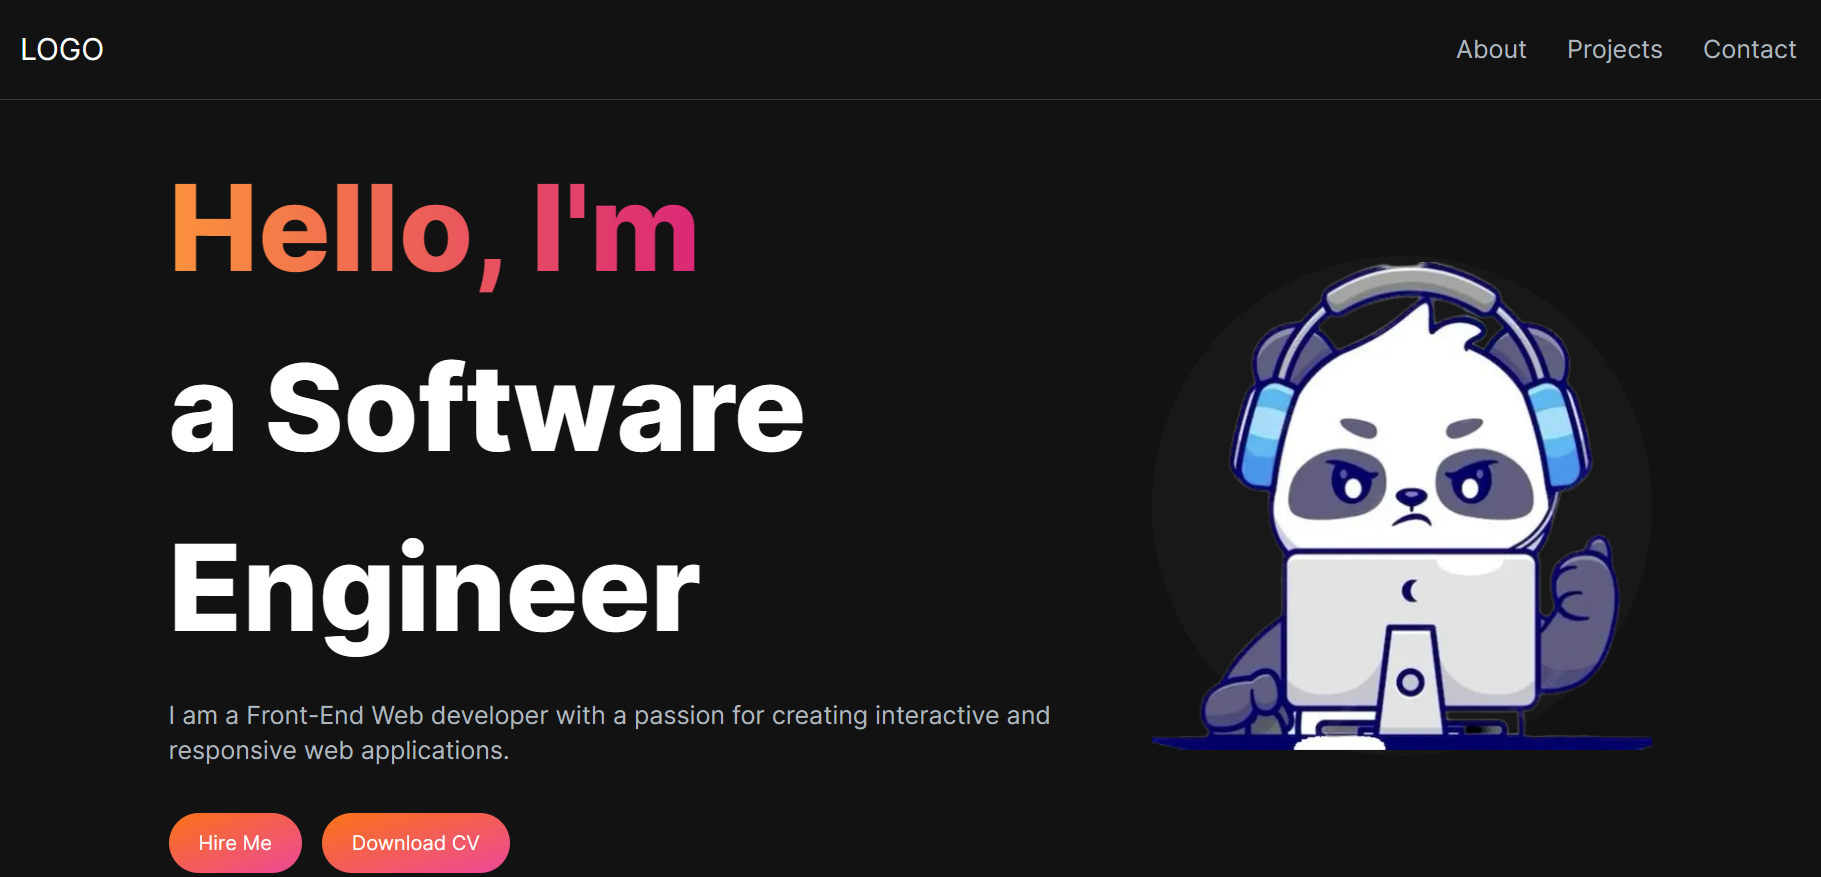 LOGO
About Projects Contact
Hello, I'm
a Software
Engineer
I am a Front-End Web developer with a passion for creating interactive and
responsive web applications.
Hire Me
Download CV